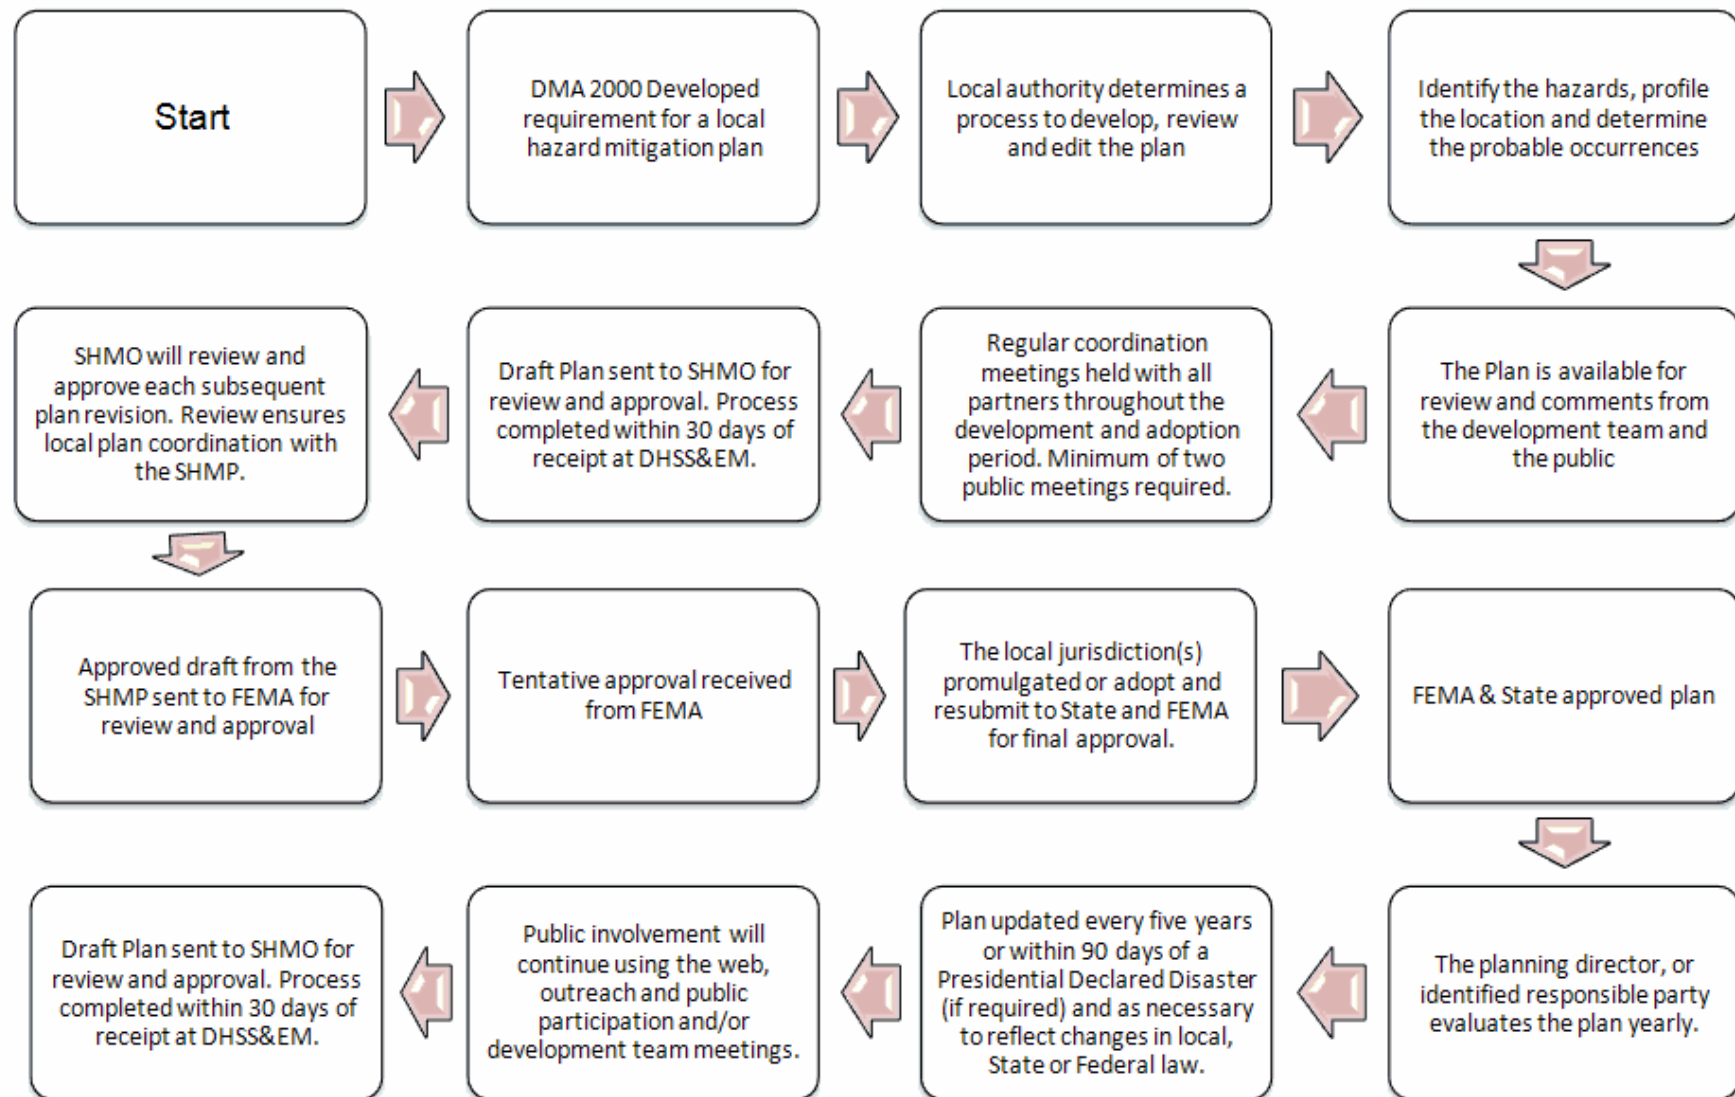 Start
DMA 2000 Developed
requirement for a local
hazard mitigation plan
Local authority determines a
process to develop, review
and edit the plan
Identify the hazards, profile
the location and determine
the probable occurrences
The Plan is available for
review and comments from
the development team and
the public
Regular coordination
meetings held with all
partners throughout the
development and adoption
period. Minimum of two
public meetings required.
Draft Plan sent to SHMO for
review and approval. Process
completed within 30 days of
receipt at DHSS&EM.
SHMO will review and
approve each subsequent
plan revision. Review ensures
local plan coordination with
the SHMP.
Approved draft from the
SHMP sent to FEMA for
review and approval
Tentative approval received
from FEMA
The local jurisdiction(s)
promulgated or adopt and
resubmit to State and FEMA
for final approval.
FEMA & State approved plan
The planning director, or
identified responsible party
evaluates the plan yearly.
Plan updated every five years
or within 90 days of a
Presidential Declared Disaster
(if required) and as necessary
to reflect changes in local,
State or Federal law.
Public involvement will
continue using the web,
outreach and public
participation and/or
development team meetings.
Draft Plan sent to SHMO for
review and approval. Process
completed within 30 days of
receipt at DHSS&EM.